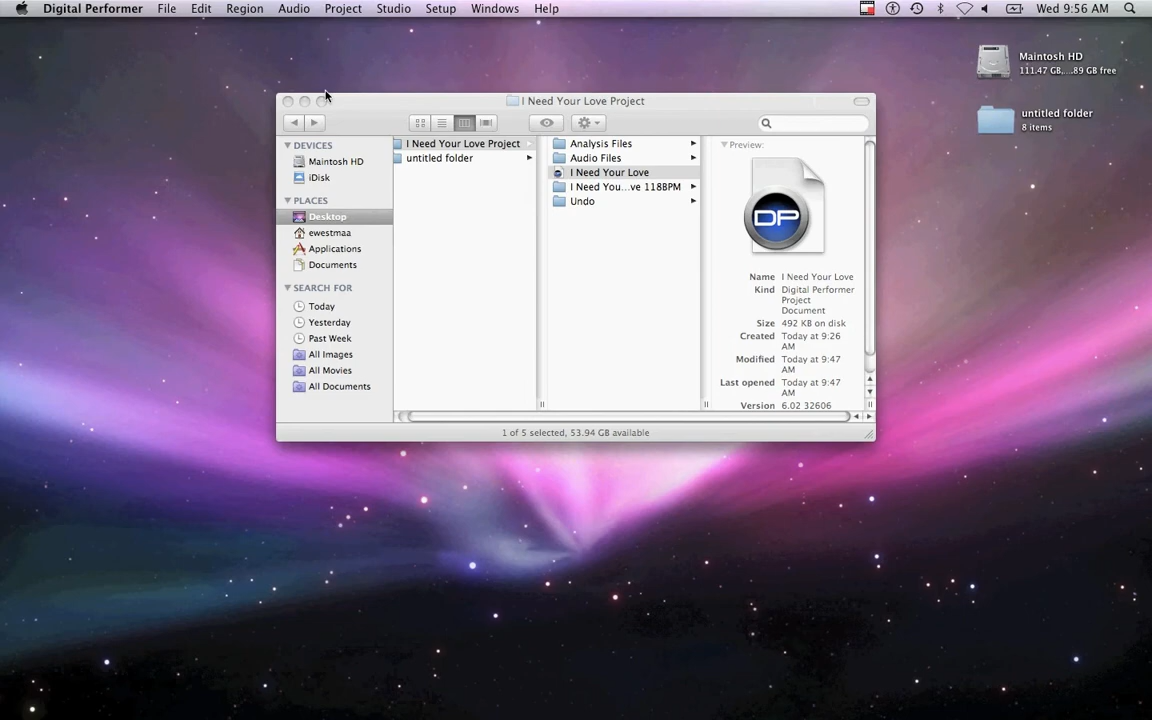 Digital Performer File Edit Region Audio Project Studio Setup Windows Help Wed 9:56 AM
Maintosh HD
111.47 GB,...89 GB free
untitled folder
8 items
I Need Your Love Project
DEVICES
Maintosh HD
iDisk
PLACES
Desktop
ewestmaa
Applications
Documents
SEARCH FOR
Today
Yesterday
Past Week
All Images
All Movies
All Documents
I Need Your Love Project
untitled folder
Analysis Files
Audio Files
I Need Your Love
I Need You...ve 118BPM
Undo
Preview:
DP
Name I Need Your Love
Kind Digital Performer
Project
Document
Size 492 KB on disk
Created Today at 9:26
AM
Modified Today at 9:47
AM
Last opened Today at 9:47
AM
Version 6.02 32606
1 of 5 selected, 53.94 GB available